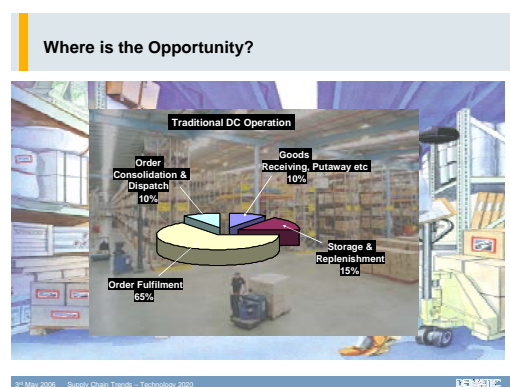 Where is the Opportunity?
Traditional DC Operation
Goods
Receiving, Putaway etc
10%
Order
Consolidation &
Dispatch
10%
Storage &
Replenishment
15%
Order Fulfilment
65%
3rd May 2006 Supply Chain Trends – Technology 2020
DEMATIC